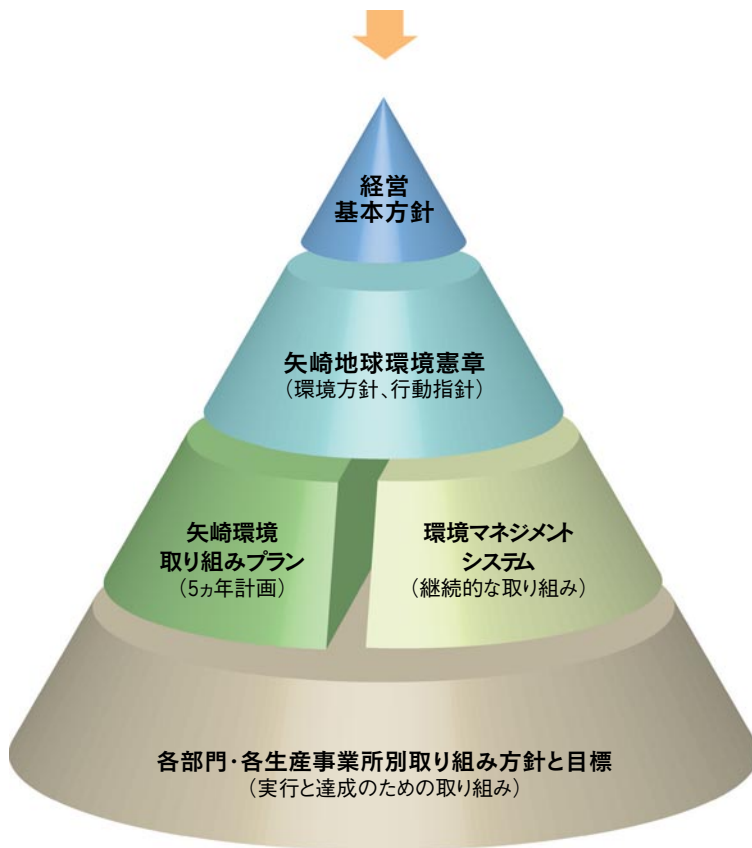 経営
基本方針
矢崎地球環境憲章
（環境方針、行動指針）
矢崎環境
取り組みプラン
（5ヵ年計画）
環境マネジメント
システム
（継続的な取り組み）
各部門・各生産事業所別取り組み方針と目標
（実行と達成のための取り組み）